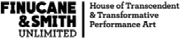 FINUCANE
& SMITH
UNLIMITED
House of Transcendent
& Transformative
Performance Art